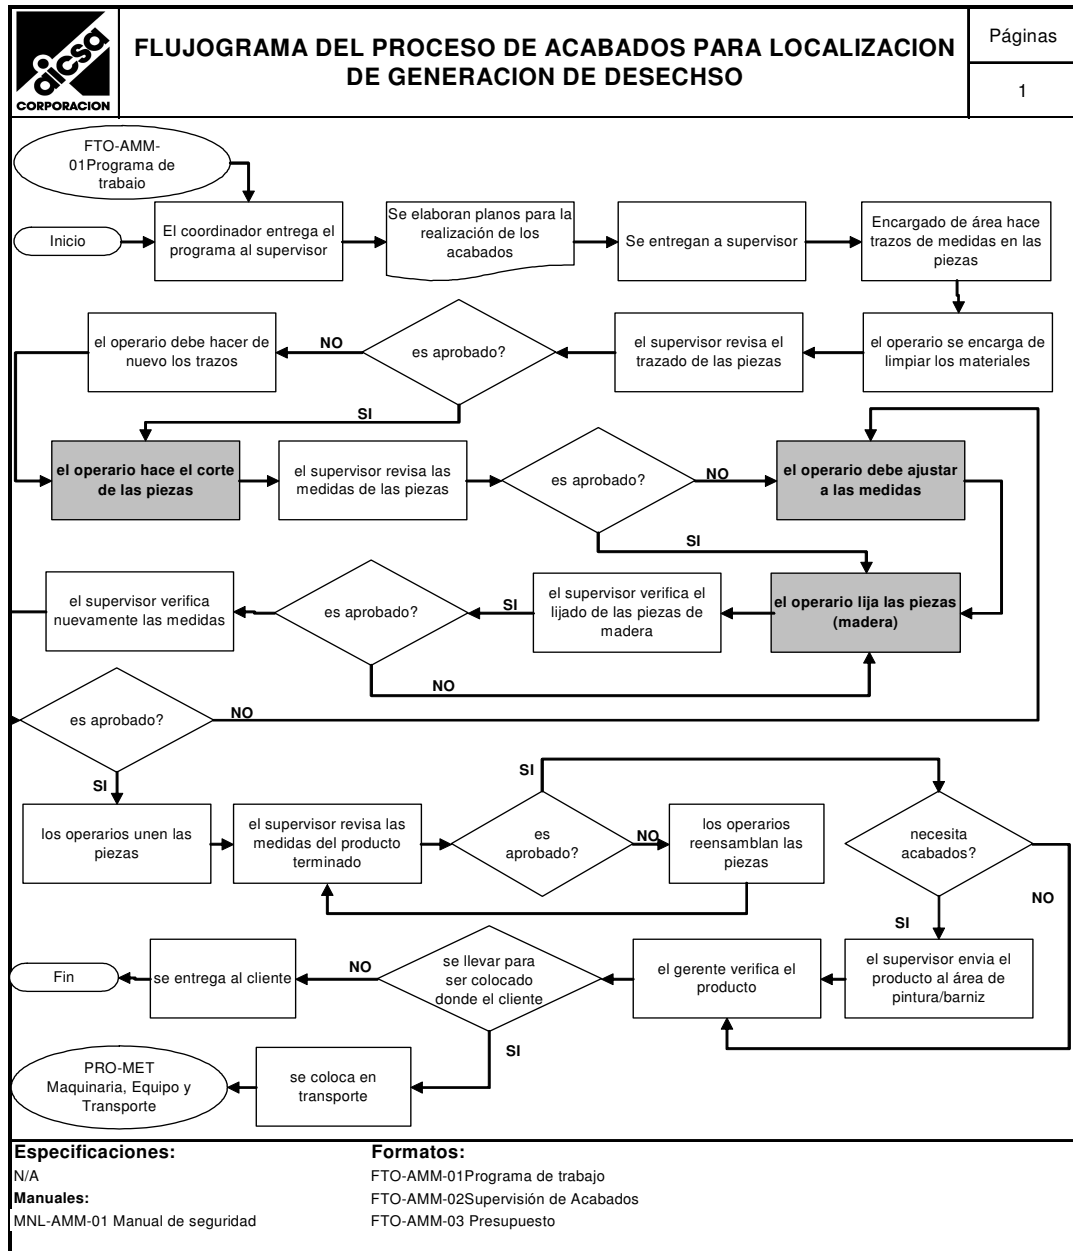 aicsa
CORPORACION
FLUJOGRAMA DEL PROCESO DE ACABADOS PARA LOCALIZACION
DE GENERACION DE DESECHSO
Páginas
1
FTO-AMM-
01Programa de
trabajo
Inicio
El coordinador entrega el
programa al supervisor
Se elaboran planos para la
realización de los
acabados
Se entregan a supervisor
Encargado de área hace
trazos de medidas en las
piezas
el operario debe hacer de
nuevo los trazos
NO
es aprobado?
el supervisor revisa el
trazado de las piezas
el operario se encarga de
limpiar los materiales
SI
el operario hace el corte
de las piezas
el supervisor revisa las
medidas de las piezas
es aprobado?
NO
el operario debe ajustar
a las medidas
SI
el supervisor verifica
nuevamente las medidas
es aprobado?
SI
el supervisor verifica el
lijado de las piezas de
madera
el operario lija las piezas
(madera)
NO
es aprobado?
NO
SI
los operarios unen las
piezas
el supervisor revisa las
medidas del producto
terminado
SI
es
aprobado?
NO
los operarios
reensamblan las
piezas
necesita
acabados?
NO
SI
Fin
se entrega al cliente
NO
se llevar para
ser colocado
donde el cliente
el gerente verifica el
producto
el supervisor envia el
producto al área de
pintura/barniz
SI
PRO-MET
Maquinaria, Equipo y
Transporte
se coloca en
transporte
Especificaciones:
N/A
Manuales:
MNL-AMM-01 Manual de seguridad
Formatos:
FTO-AMM-01Programa de trabajo
FTO-AMM-02Supervisión de Acabados
FTO-AMM-03 Presupuesto